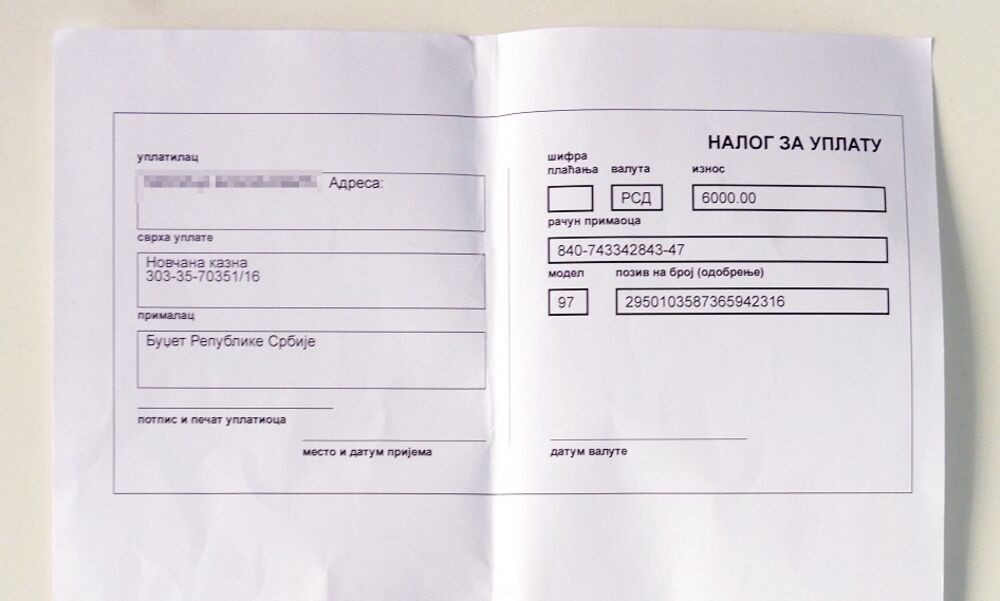 НАЛОГ ЗА УПЛАТУ
уплатилац
Адреса:
сврха уплате
Новчана казна
303-35-70351/16
прималац
Буџет Републике Србије
потпис и печат уплатиоца
место и датум пријема
шифра
плаћања валута износ
РСД 6000.00
рачун примаоца
840-743342843-47
модел позив на број (одобрење)
97 2950103587365942316
датум валуте